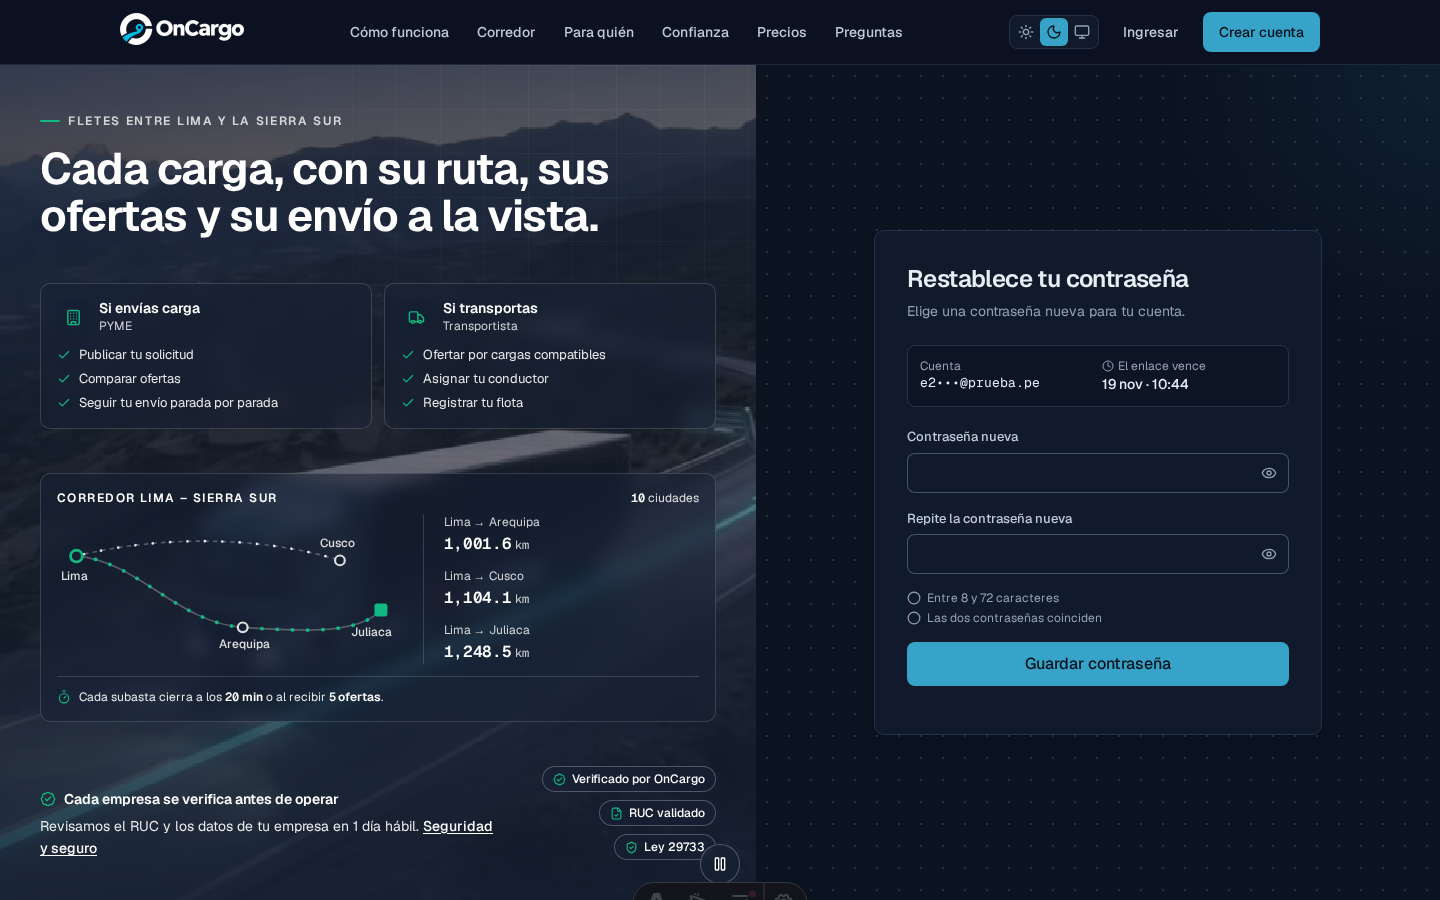 OnCargo
Cómo funciona
Corredor
Para quién
Confianza
Precios
Preguntas
Ingresar
Crear cuenta
FLETES ENTRE LIMA Y LA SIERRA SUR
Cada carga, con su ruta, sus
ofertas y su envío a la vista.
Si envías carga
PYME
Publicar tu solicitud
Comparar ofertas
Seguir tu envío parada por parada
Si transportas
Transportista
Ofertar por cargas compatibles
Asignar tu conductor
Registrar tu flota
CORREDOR LIMA – SIERRA SUR
10 ciudades
Lima
Cusco
Arequipa
Juliaca
Lima → Arequipa
1,001.6 km
Lima → Cusco
1,104.1 km
Lima → Juliaca
1,248.5 km
Cada subasta cierra a los 20 min o al recibir 5 ofertas.
Cada empresa se verifica antes de operar
Revisamos el RUC y los datos de tu empresa en 1 día hábil. Seguridad
y seguro
Verificado por OnCargo
RUC validado
Ley 29733
Restablece tu contraseña
Elige una contraseña nueva para tu cuenta.
Cuenta
e2•••@prueba.pe
El enlace vence
19 nov · 10:44
Contraseña nueva
Repite la contraseña nueva
Entre 8 y 72 caracteres
Las dos contraseñas coinciden
Guardar contraseña